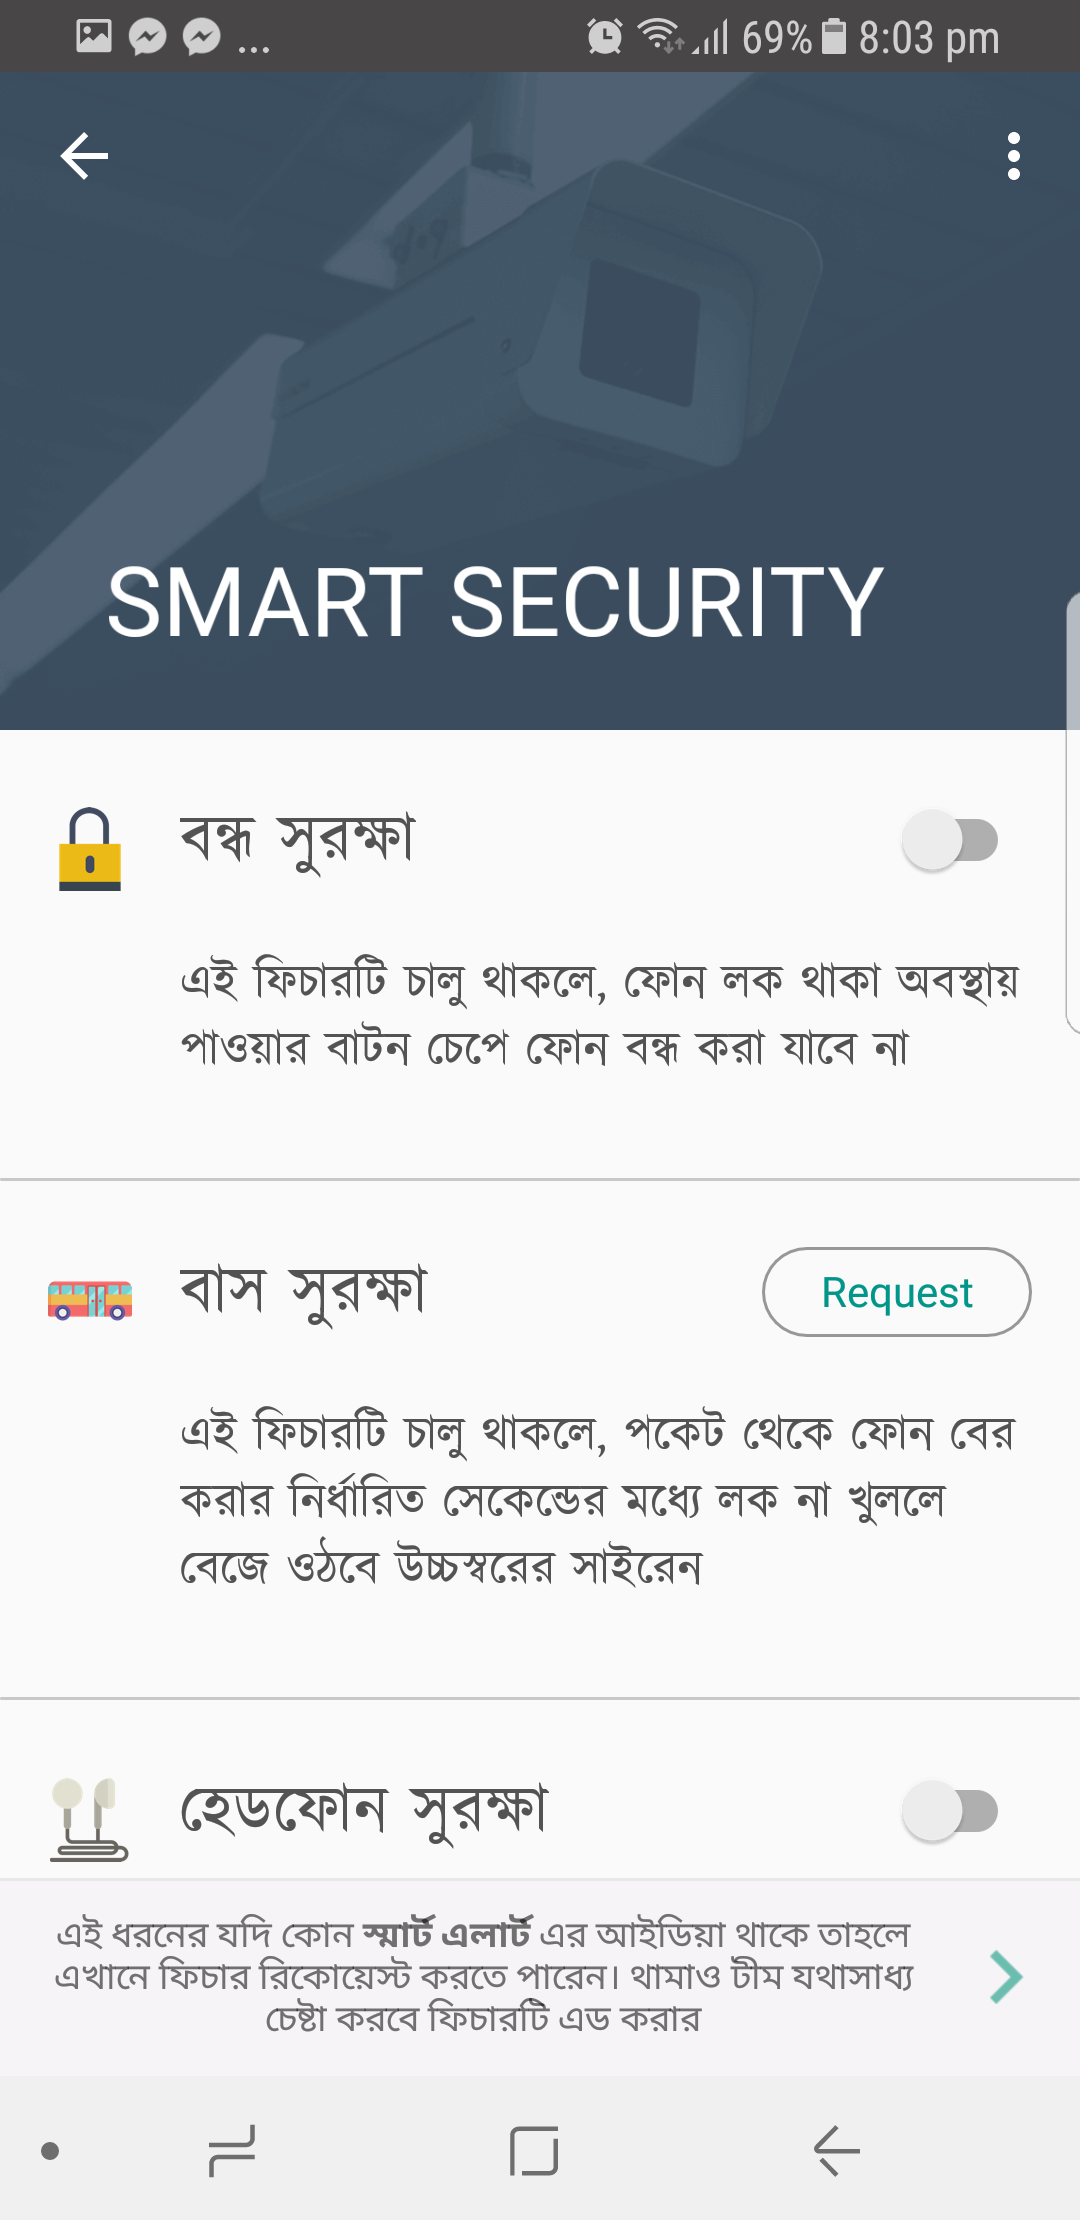 ... 69% 8:03 pm
SMART SECURITY
বন্ধ সুরক্ষা
এই ফিচারটি চালু থাকলে, ফোন লক থাকা অবস্থায়
পাওয়ার বাটন চেপে ফোন বন্ধ করা যাবে না
বাস সুরক্ষা
Request
এই ফিচারটি চালু থাকলে, পকেট থেকে ফোন বের
করার নির্ধারিত সেকেন্ডের মধ্যে লক না খুললে
বেজে ওঠবে উচ্চস্বরের সাইরেন
হেডফোন সুরক্ষা
এই ধরনের যদি কোন স্মার্ট এলার্ট এর আইডিয়া থাকে তাহলে
এখানে ফিচার রিকোয়েস্ট করতে পারেন। থামাও টীম যথাসাধ্য
চেষ্টা করবে ফিচারটি এড করার